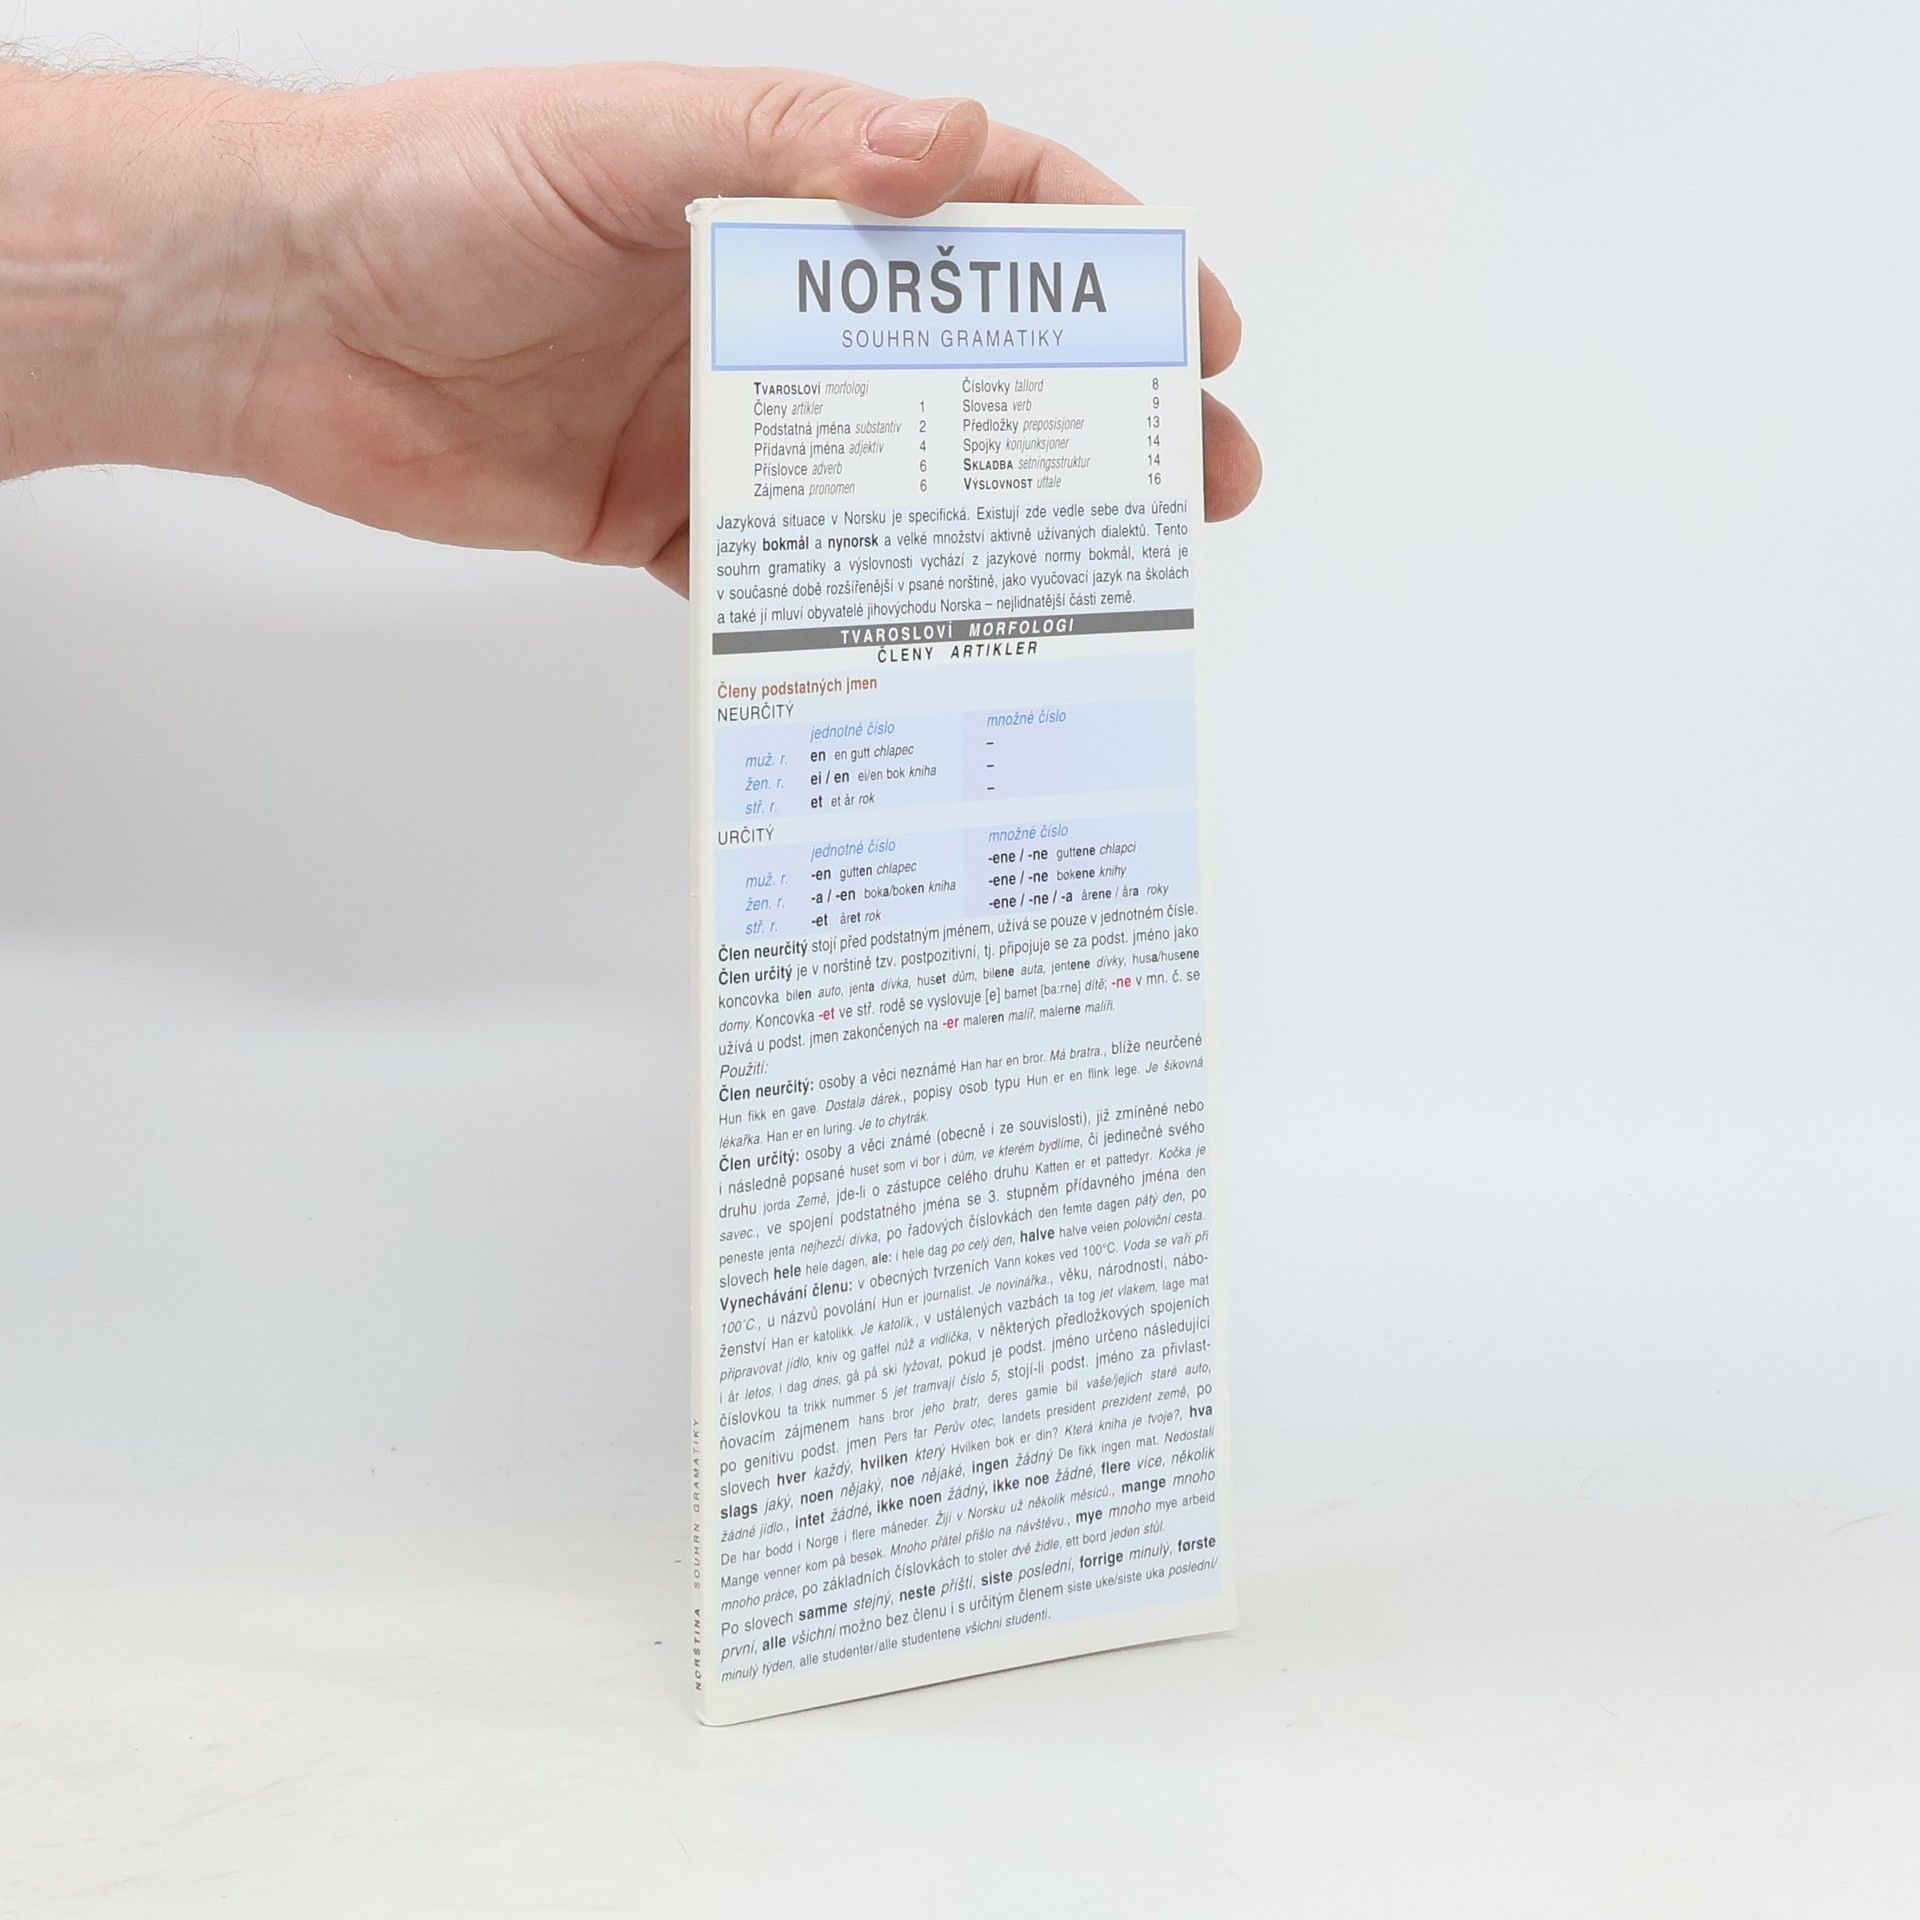 NORŠTINA
SOUHRN GRAMATIKY
TVAROSLOVÍ morfologi
Členy artikler 1
Podstatná jména substantiv 2
Přídavná jména adjektiv 4
Příslovce adverb 6
Zájmena pronomen 6
Číslovky tallord 8
Slovesa verb 9
Předložky preposisjoner 13
Spojky konjunksjoner 14
SKLADBA setningsstruktur 14
VÝSLOVNOST uttale 16
Jazyková situace v Norsku je specifická. Existují zde vedle sebe dva úřední
jazyky bokmål a nynorsk a velké množství aktivně užívaných dialektů. Tento
souhrn gramatiky a výslovnosti vychází z jazykové normy bokmål, která je
v současné době rozšířenější v psané norštině, jako vyučovací jazyk na školách
a také jí mluví obyvatelé jihovýchodu Norska – nejlidnatější části země.
TVAROSLOVÍ MORFOLOGI
ČLENY ARTIKLER
Členy podstatných jmen
NEURČITÝ
jednotné číslo množné číslo
muž. r. en en gutt chlapec –
žen. r. ei / en ei/en bok kniha –
stř. r. et et år rok –
URČITÝ
jednotné číslo množné číslo
muž. r. -en gutten chlapec -ene / -ne guttene chlapci
žen. r. -a / -en boka/boken kniha -ene / -ne bøkene knihy
stř. r. -et året rok -ene / -ne / -a årene / åra roky
Člen neurčitý stojí před podstatným jménem, užívá se pouze v jednotném čísle.
Člen určitý je v norštině tzv. postpozitivní, tj. připojuje se za podst. jméno jako
koncovka bilen auto, jenta dívka, huset dům, bilene auta, jentene dívky, husa/husene
domy. Koncovka -et ve stř. rodě se vyslovuje [e] barnet [ba:rne] dítě; -ne v mn. č. se
užívá u podst. jmen zakončených na -er maleren malíř, malerne malíři.
Použití:
Člen neurčitý: osoby a věci neznámé Han har en bror. Má bratra., blíže neurčené
Hun fikk en gave. Dostala dárek., popisy osob typu Hun er en flink lege. Je šikovná
lékařka. Han er en luring. Je to chytrák.
Člen určitý: osoby a věci známé (obecně i ze souvislosti), již zmíněné nebo
i následně popsané huset som vi bor i dům, ve kterém bydlíme, či jedinečné svého
druhu jorda Země, jde-li o zástupce celého druhu Katten er et pattedyr. Kočka je
savec., ve spojení podstatného jména se 3. stupněm přídavného jména den
peneste jenta nejhezčí dívka, po řadových číslovkách den femte dagen pátý den, po
slovech hele hele dagen, ale: i hele dag po celý den, halve halve veien poloviční cesta.
Vynechávání členu: v obecných tvrzeních Vann kokes ved 100°C. Voda se vaří při
100°C., u názvů povolání Hun er journalist. Je novinářka., věku, národností, nábo-
ženství Han er katolikk. Je katolík., v ustálených vazbách ta tog jet vlakem, lage mat
připravovat jídlo, kniv og gaffel nůž a vidlička, v některých předložkových spojeních
i år letos, i dag dnes, gå på ski lyžovat, pokud je podst. jméno určeno následující
číslovkou ta trikk nummer 5 jet tramvají číslo 5, stojí-li podst. jméno za přivlast-
ňovacím zájmenem hans bror jeho bratr, deres gamle bil vaše/jejich staré auto,
po genitivu podst. jmen Pers far Perův otec, landets president prezident země, po
slovech hver každý, hvilken který Hvilken bok er din? Která kniha je tvoje?, hva
slags jaký, noen nějaký, noe nějaké, ingen žádný De fikk ingen mat. Nedostali
žádné jídlo., intet žádné, ikke noen žádný, ikke noe žádné, flere více, několik
De har bodd i Norge i flere måneder. Žijí v Norsku už několik měsíců., mange mnoho
Mange venner kom på besøk. Mnoho přátel přišlo na návštěvu., mye mnoho mye arbeid
mnoho práce, po základních číslovkách to stoler dvě židle, ett bord jeden stůl.
Po slovech samme stejný, neste příští, siste poslední, forrige minulý, første
první, alle všichni možno bez členu i s určitým členem siste uke/siste uka poslední/
minulý týden, alle studenter/alle studentene všichni studenti.
NORŠTINA SOUHRN GRAMATIKY